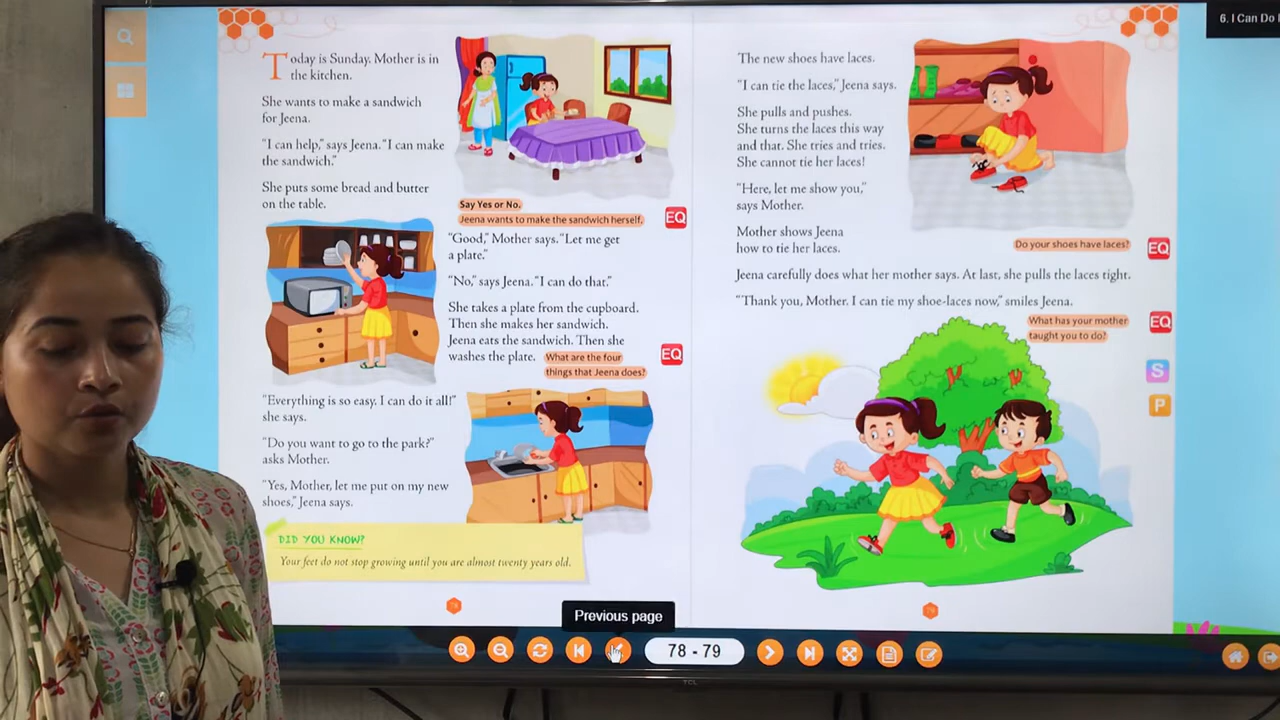 6. I Can Do
Today is Sunday. Mother is in
the kitchen.
She wants to make a sandwich
for Jeena.
"I can help," says Jeena. "I can make
the sandwich."
She puts some bread and butter
on the table.
Say Yes or No.
Jeena wants to make the sandwich herself.
EQ
"Good," Mother says. "Let me get
a plate."
"No," says Jeena. "I can do that."
She takes a plate from the cupboard.
Then she makes her sandwich.
Jeena eats the sandwich. Then she
washes the plate.
What are the four
things that Jeena does?
EQ
"Everything is so easy. I can do it all!"
she says.
"Do you want to go to the park?"
asks Mother.
"Yes, Mother, let me put on my new
shoes," Jeena says.
DID YOU KNOW?
Your feet do not stop growing until you are almost twenty years old.
78
The new shoes have laces.
"I can tie the laces," Jeena says.
She pulls and pushes.
She turns the laces this way
and that. She tries and tries.
She cannot tie her laces!
"Here, let me show you,"
says Mother.
Mother shows Jeena
how to tie her laces.
Do your shoes have laces?
EQ
Jeena carefully does what her mother says. At last, she pulls the laces tight.
"Thank you, Mother. I can tie my shoe-laces now," smiles Jeena.
What has your mother
taught you to do?
EQ
S
P
79
Previous page
78 - 79
TCL